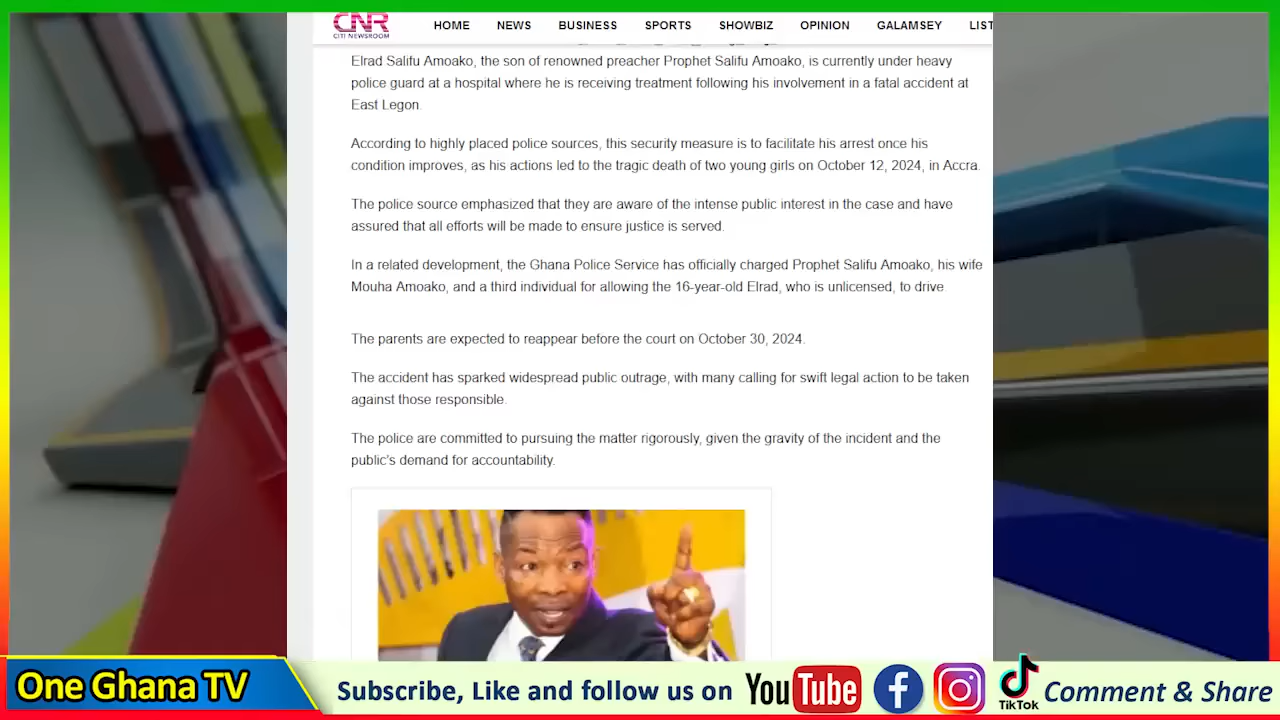 CNR
CITI NEWSROOM
HOME NEWS BUSINESS SPORTS SHOWBIZ OPINION GALAMSEY LIST
Elrad Salifu Amoako, the son of renowned preacher Prophet Salifu Amoako, is currently under heavy
police guard at a hospital where he is receiving treatment following his involvement in a fatal accident at
East Legon.
According to highly placed police sources, this security measure is to facilitate his arrest once his
condition improves, as his actions led to the tragic death of two young girls on October 12, 2024, in Accra.
The police source emphasized that they are aware of the intense public interest in the case and have
assured that all efforts will be made to ensure justice is served.
In a related development, the Ghana Police Service has officially charged Prophet Salifu Amoako, his wife
Mouha Amoako, and a third individual for allowing the 16-year-old Elrad, who is unlicensed, to drive.
The parents are expected to reappear before the court on October 30, 2024.
The accident has sparked widespread public outrage, with many calling for swift legal action to be taken
against those responsible.
The police are committed to pursuing the matter rigorously, given the gravity of the incident and the
public's demand for accountability.
One Ghana TV
Subscribe, Like and follow us on YouTube TikTok Comment & Share